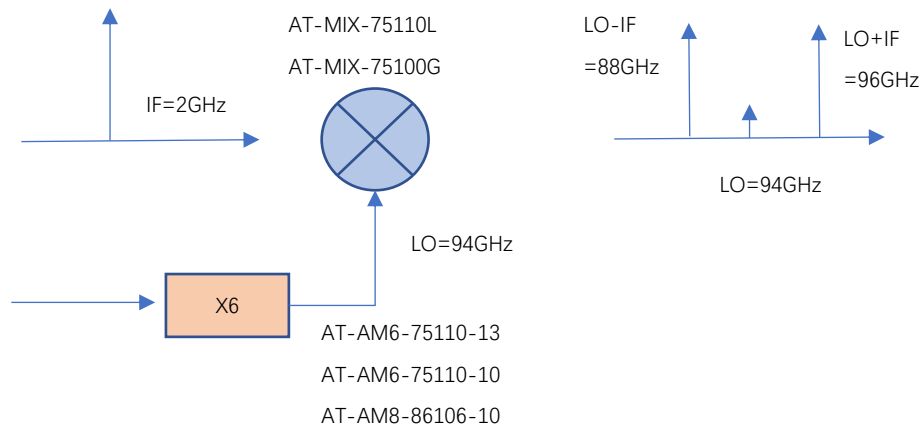 AT-MIX-75110L
AT-MIX-75100G
IF=2GHz
LO-IF
=88GHz
LO+IF
=96GHz
LO=94GHz
LO=94GHz
X6
AT-AM6-75110-13
AT-AM6-75110-10
AT-AM8-86106-10